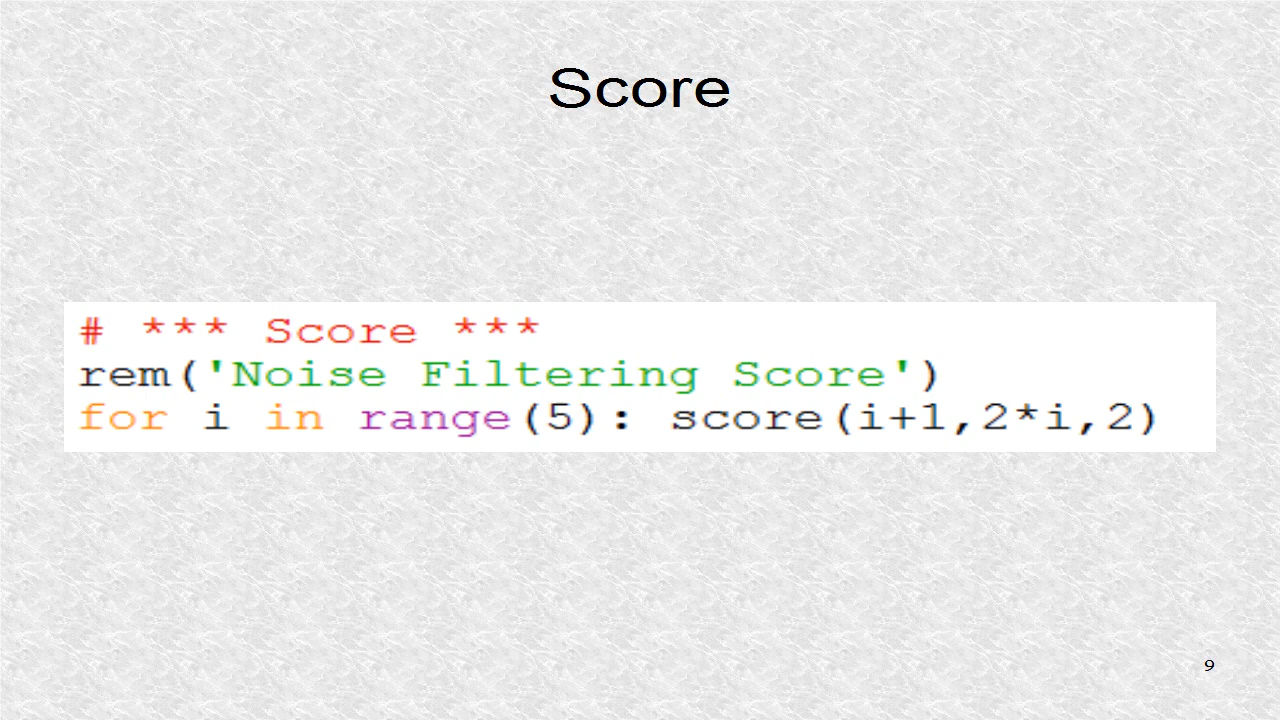 Score
# *** Score ***
rem('Noise Filtering Score')
for i in range(5): score(i+1,2*i,2)
9